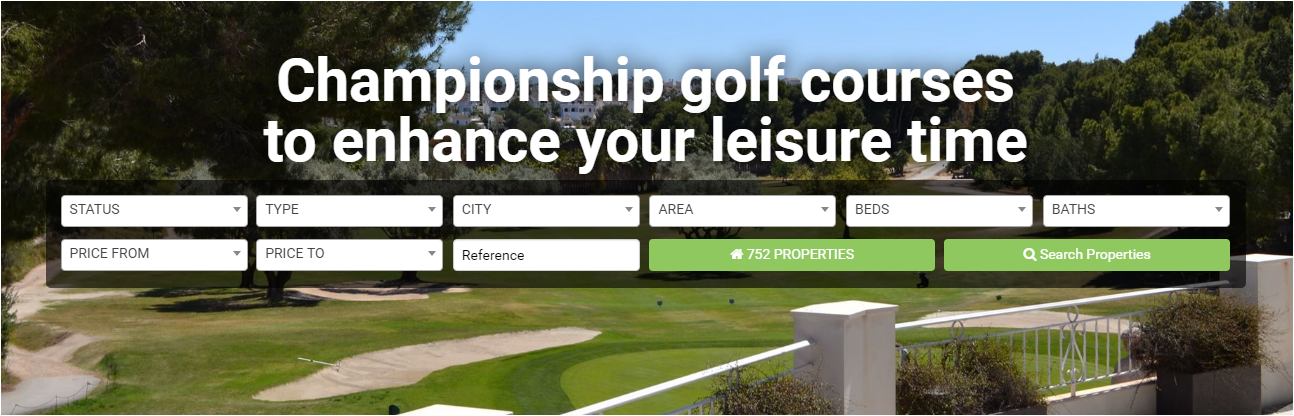 Championship golf courses
to enhance your leisure time
STATUS TYPE CITY AREA BEDS BATHS
PRICE FROM PRICE TO Reference 752 PROPERTIES Search Properties